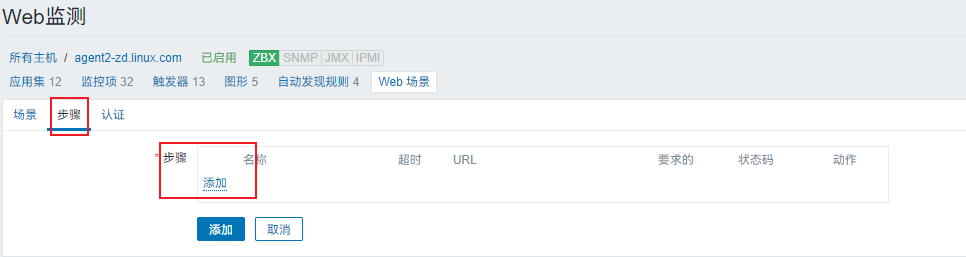 Web监测
所有主机 / agent2-zd.linux.com 已启用 ZBX SNMP JMX IPMI
应用集 12 监控项 32 触发器 13 图形 5 自动发现规则 4 Web 场景
场景 步骤 认证
* 步骤 名称 超时 URL 要求的 状态码 动作
添加
添加 取消